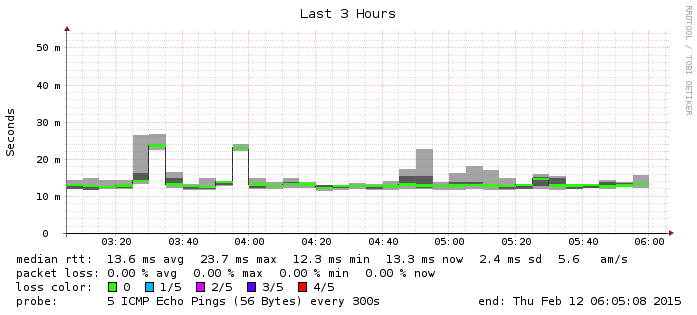 Last 3 Hours
RRDTOOL / TOBI OETIKER
Seconds
50 m
40 m
30 m
20 m
10 m
0
03:20 03:40 04:00 04:20 04:40 05:00 05:20 05:40 06:00
median rtt: 13.6 ms avg 23.7 ms max 12.3 ms min 13.3 ms now 2.4 ms sd 5.6 am/s
packet loss: 0.00 % avg 0.00 % max 0.00 % min 0.00 % now
loss color: 0 1/5 2/5 3/5 4/5
probe: 5 ICMP Echo Pings (56 Bytes) every 300s end: Thu Feb 12 06:05:08 2015